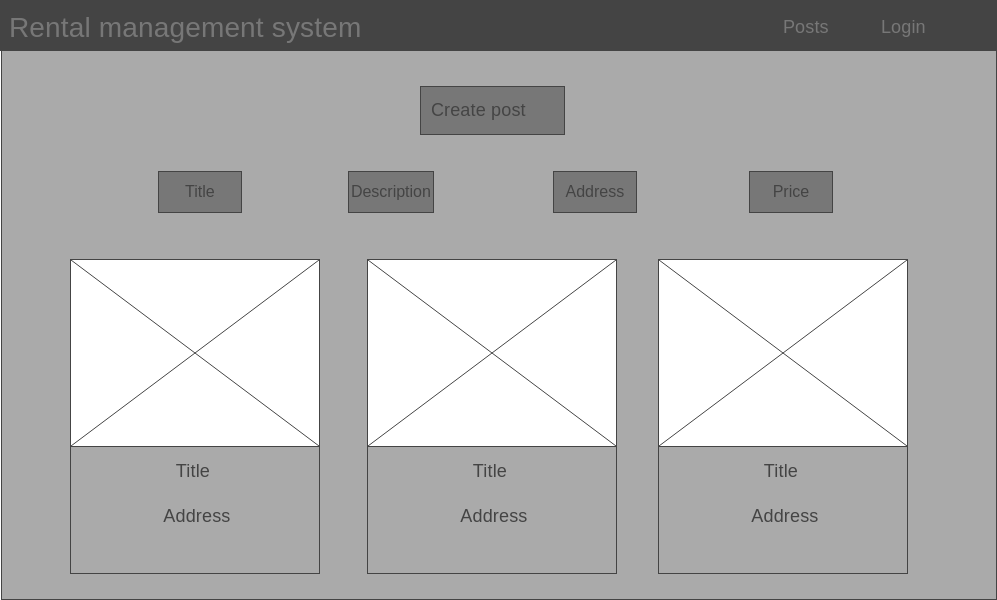 Rental management system
Posts
Login
Create post
Title
Description
Address
Price
Title
Title
Title
Address
Address
Address